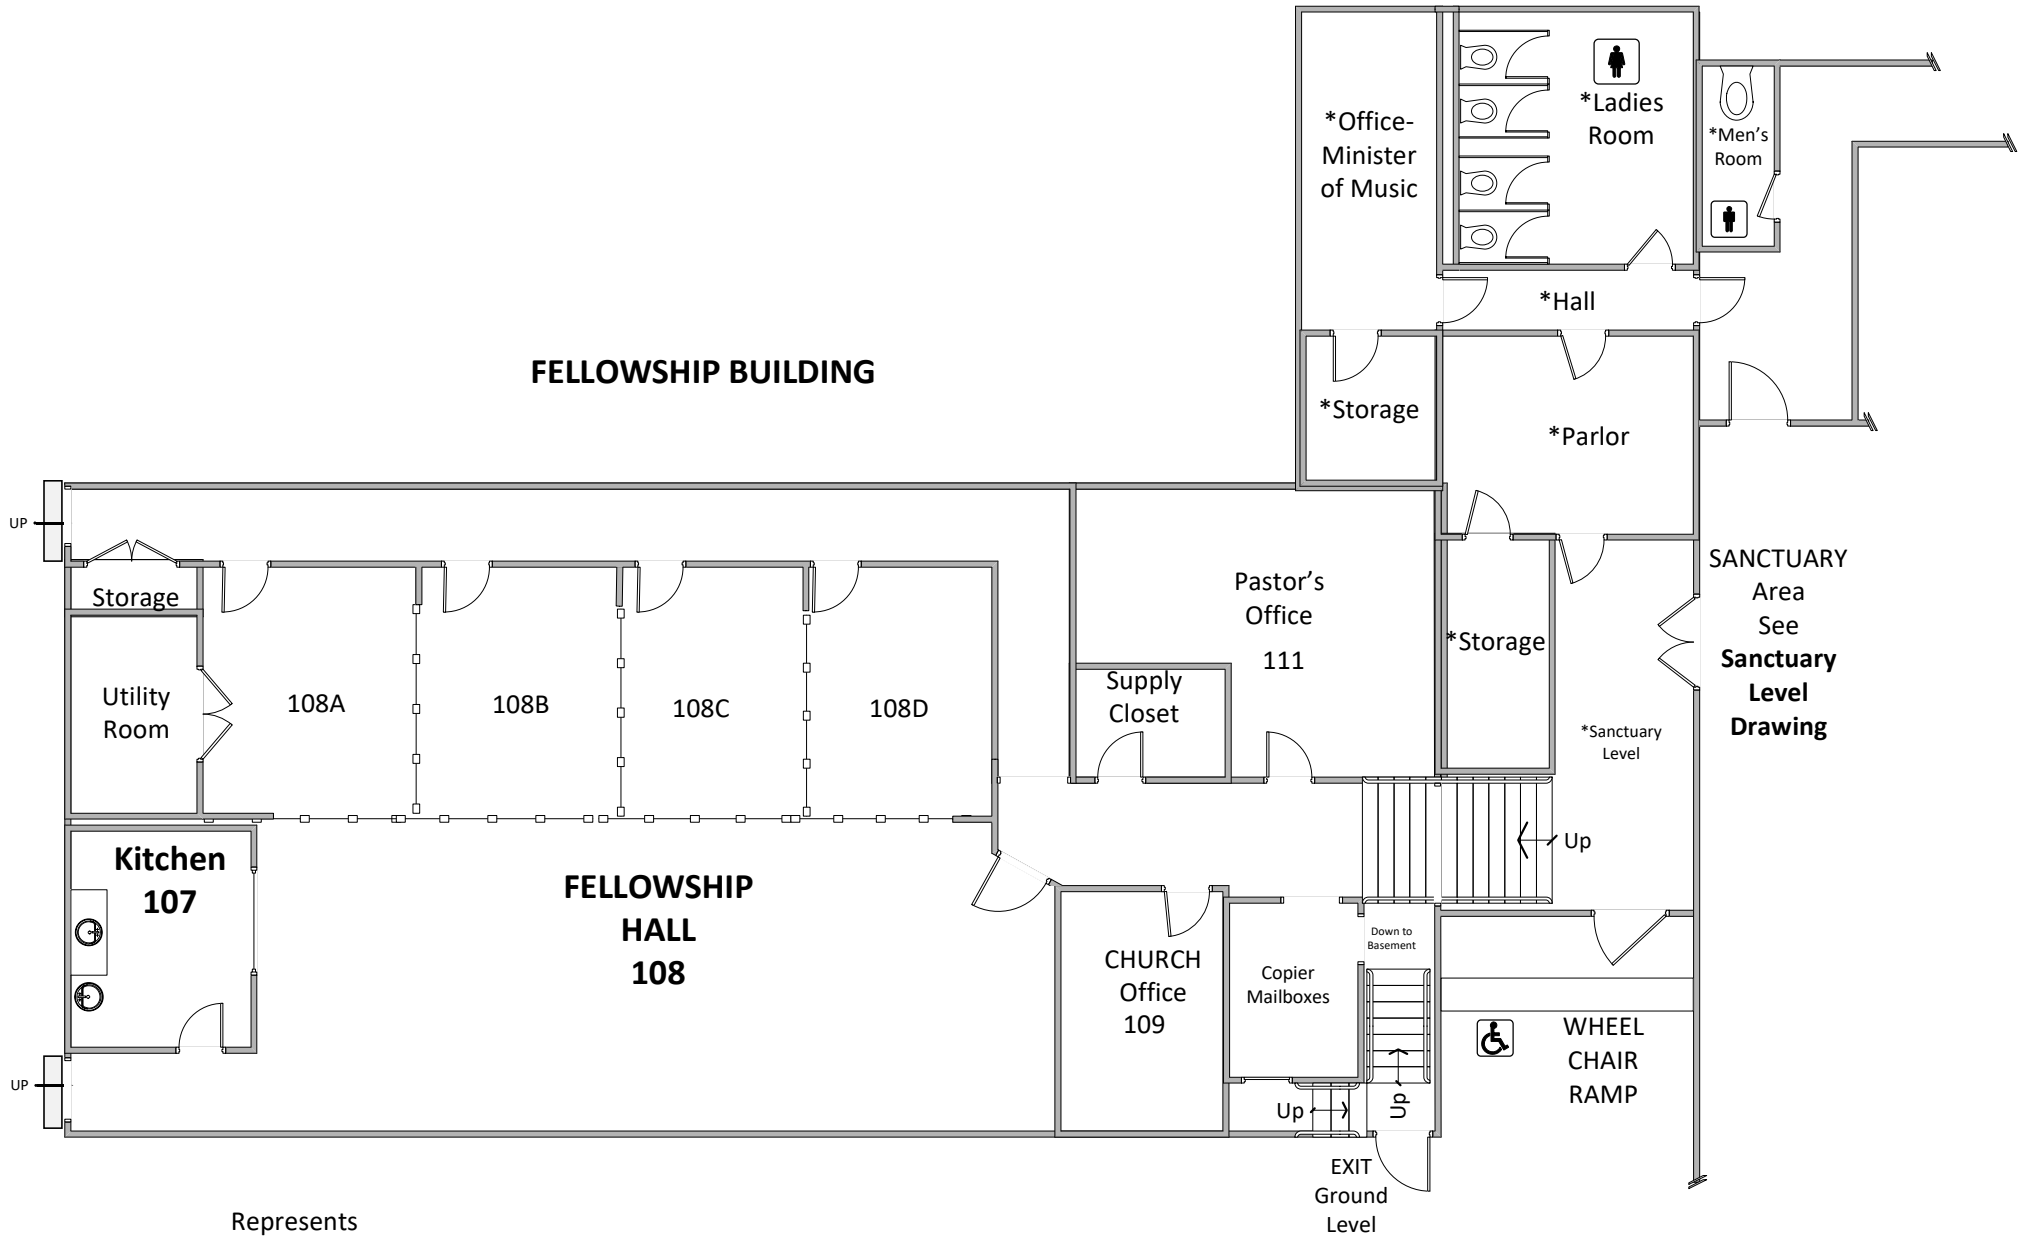 *Office-
Minister
of Music
*Ladies
Room
*Men's
Room
*Hall
FELLOWSHIP BUILDING
*Storage
*Parlor
UP
Storage
Utility
Room
108A
108B
108C
108D
Pastor's
Office
111
Supply
Closet
*Storage
*Sanctuary
Level
SANCTUARY
Area
See
Sanctuary
Level
Drawing
Up
Kitchen
107
FELLOWSHIP
HALL
108
CHURCH
Office
109
Copier
Mailboxes
Down to
Basement
WHEEL
CHAIR
RAMP
UP
Up
Up
EXIT
Ground
Level
Represents